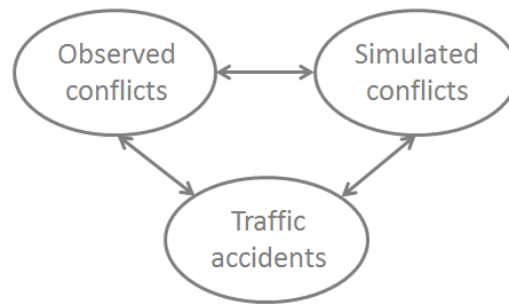 Observed
conflicts
Simulated
conflicts
Traffic
accidents